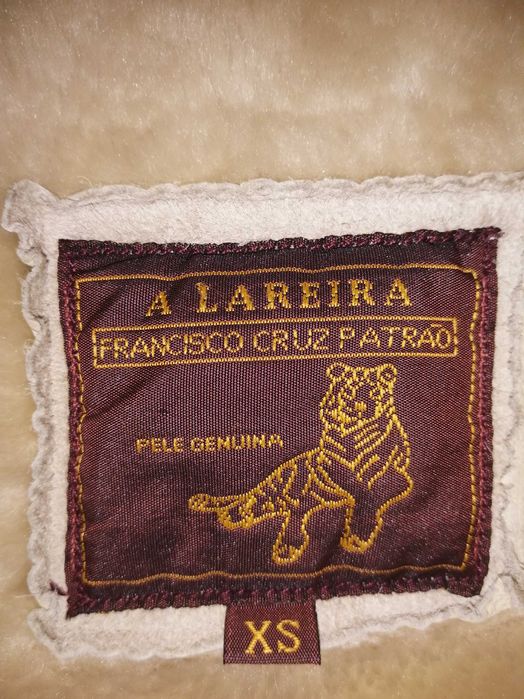 A LAREIRA
FRANCISCO CRUZ PATRÃO
PELE GENUINA
XS